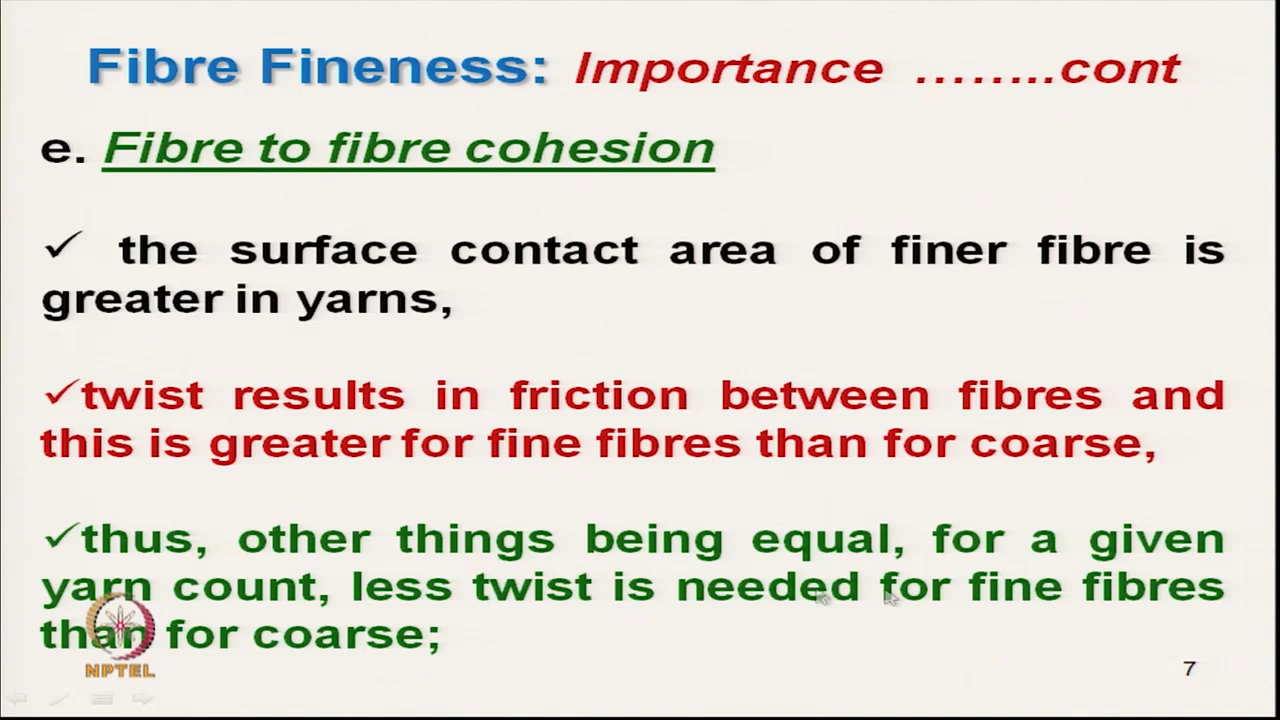 Fibre Fineness: Importance ……..cont
e. Fibre to fibre cohesion
✓ the surface contact area of finer fibre is
greater in yarns,
✓twist results in friction between fibres and
this is greater for fine fibres than for coarse,
✓thus, other things being equal, for a given
yarn count, less twist is needed for fine fibres
than for coarse;
NPTEL
7